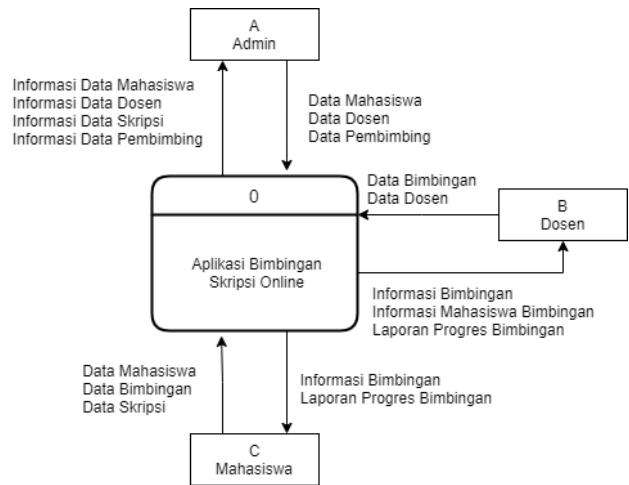 A
Admin
Informasi Data Mahasiswa
Informasi Data Dosen
Informasi Data Skripsi
Informasi Data Pembimbing
Data Mahasiswa
Data Dosen
Data Pembimbing
0
Aplikasi Bimbingan
Skripsi Online
Data Bimbingan
Data Dosen
B
Dosen
Informasi Bimbingan
Informasi Mahasiswa Bimbingan
Laporan Progres Bimbingan
Data Mahasiswa
Data Bimbingan
Data Skripsi
Informasi Bimbingan
Laporan Progres Bimbingan
C
Mahasiswa